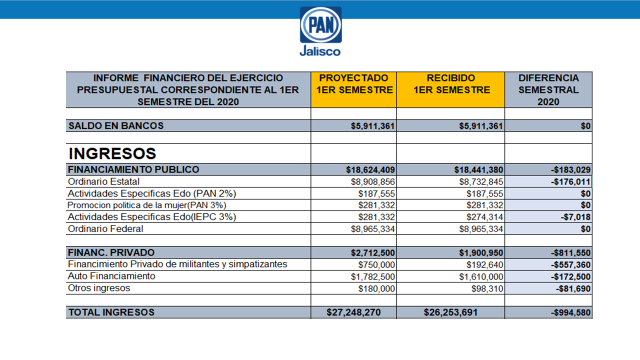 PAN
Jalisco
INFORME FINANCIERO DEL EJERCICIO PRESUPUESTAL CORRESPONDIENTE AL 1ER SEMESTRE DEL 2020 PROYECTADO 1ER SEMESTRE RECIBIDO 1ER SEMESTRE DIFERENCIA SEMESTRAL 2020
SALDO EN BANCOS $5,911,361 $5,911,361 $0
INGRESOS
FINANCIAMIENTO PUBLICO $18,624,409 $18,441,380 -$183,029
Ordinario Estatal $8,908,856 $8,732,845 -$176,011
Actividades Especificas Edo (PAN 2%) $187,555 $187,555 $0
Promocion politica de la mujer(PAN 3%) $281,332 $281,332 $0
Actividades Especificas Edo(IEPC 3%) $281,332 $274,314 -$7,018
Ordinario Federal $8,965,334 $8,965,334 $0
FINANC. PRIVADO $2,712,500 $1,900,950 -$811,550
Financimiento Privado de militantes y simpatizantes $750,000 $192,640 -$557,360
Auto Financiamiento $1,782,500 $1,610,000 -$172,500
Otros ingresos $180,000 $98,310 -$81,690
TOTAL INGRESOS $27,248,270 $26,253,691 -$994,580